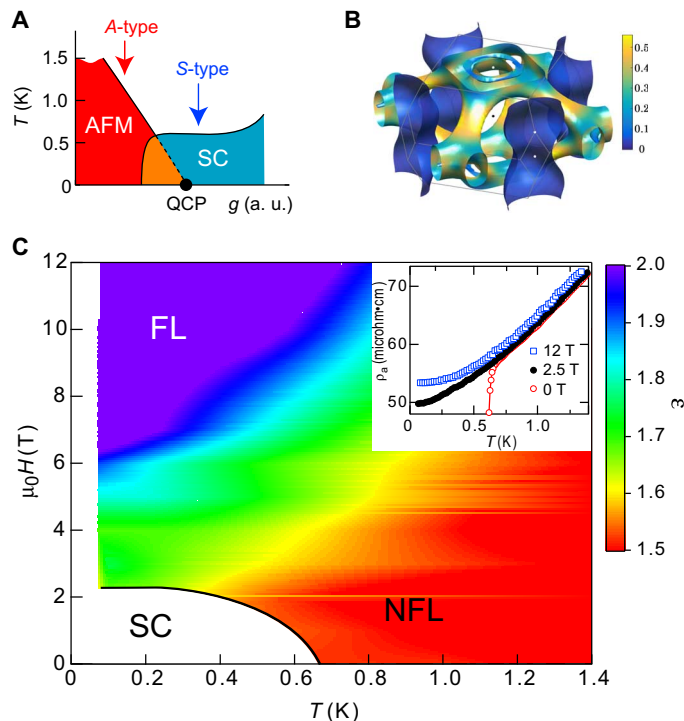 A
T (K)
A-type
S-type
1.5
1.0
0.5
0
AFM
SC
QCP
g (a. u.)
B
0.5
0.4
0.3
0.2
0.1
0
C
μ0H (T)
12
10
8
6
4
2
0
0
0.2
0.4
0.6
0.8
1.0
1.2
1.4
T (K)
FL
SC
NFL
ρa (microhm•cm)
70
60
50
0
0.5
1.0
T(K)
12 T
2.5 T
0 T
2.0
1.9
1.8
1.7
1.6
1.5
ε